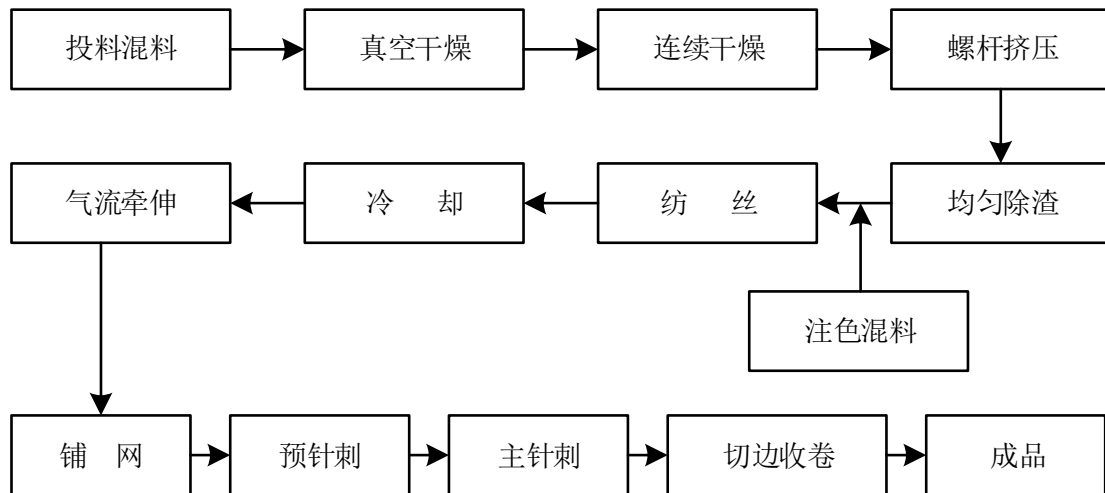 投料混料
真空干燥
连续干燥
螺杆挤压
气流牵伸
冷 却
纺 丝
均匀除渣
注色混料
铺 网
预针刺
主针刺
切边收卷
成品